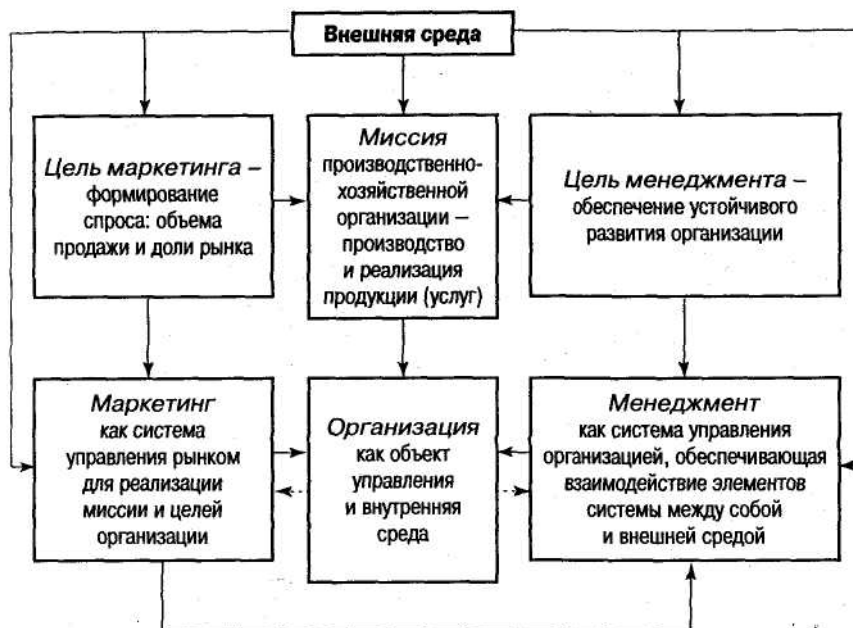 Внешняя среда
Цель маркетинга –
формирование
спроса: объема
продажи и доли рынка
Миссия
производственно-
хозяйственной
организации –
производство
и реализация
продукции (услуг)
Цель менеджмента –
обеспечение устойчивого
развития организации
Маркетинг
как система
управления рынком
для реализации
миссии и целей
организации
Организация
как объект
управления
и внутренняя
среда
Менеджмент
как система управления
организацией, обеспечивающая
взаимодействие элементов
системы между собой
и внешней средой